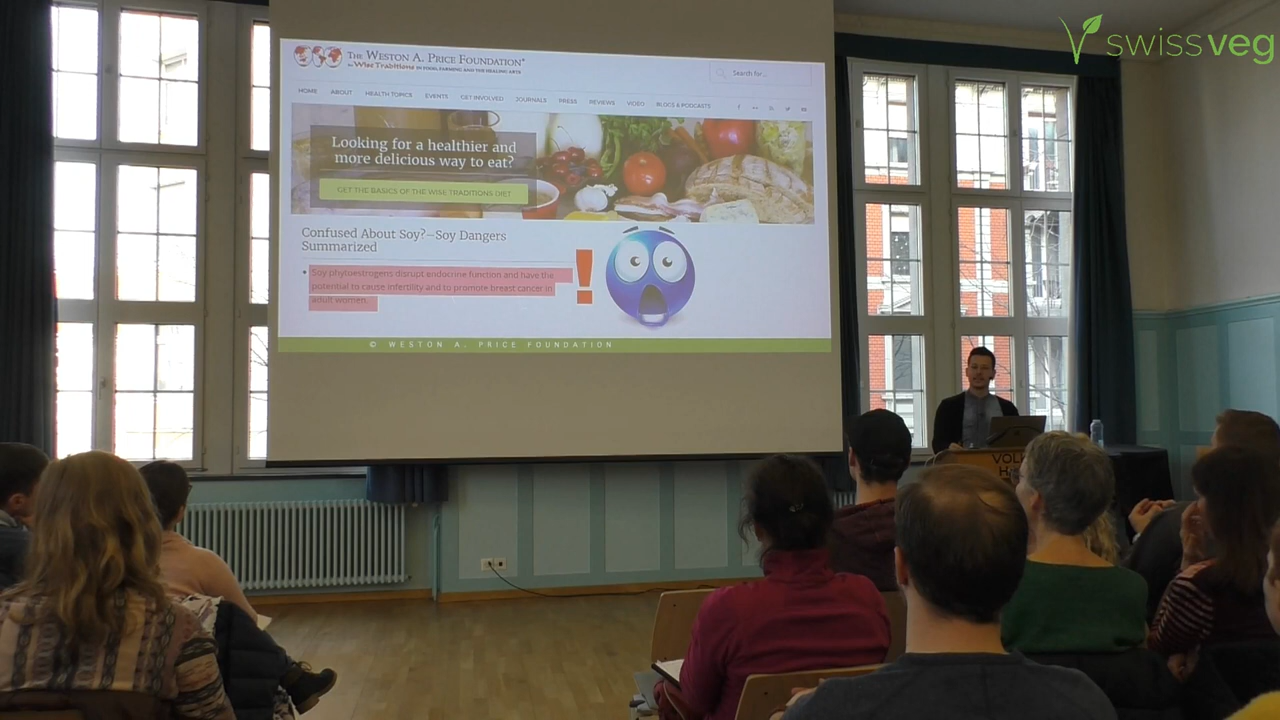 swissveg
THE WESTON A. PRICE FOUNDATION®
for WISE TRADITIONS IN FOOD, FARMING AND THE HEALING ARTS
Search for...
HOME ABOUT HEALTH TOPICS EVENTS GET INVOLVED JOURNALS PRESS REVIEWS VIDEO BLOGS & PODCASTS
Looking for a healthier and
more delicious way to eat?
GET THE BASICS OF THE WISE TRADITIONS DIET
Confused About Soy?—Soy Dangers
Summarized
• Soy phytoestrogens disrupt endocrine function and have the
potential to cause infertility and to promote breast cancer in
adult women.
© WESTON A. PRICE FOUNDATION